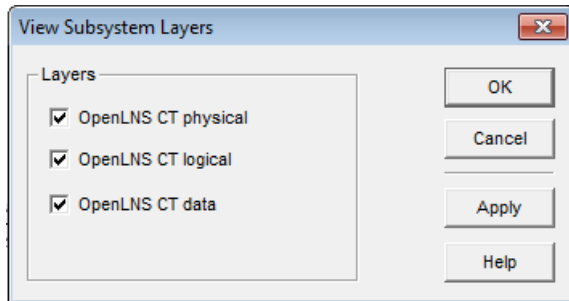 View Subsystem Layers
Layers
OpenLNS CT physical
OpenLNS CT logical
OpenLNS CT data
OK
Cancel
Apply
Help